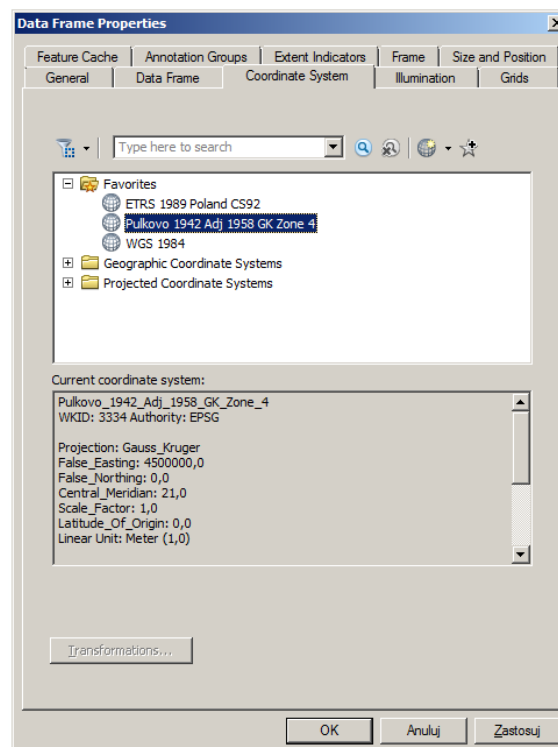 Data Frame Properties
Feature Cache Annotation Groups Extent Indicators Frame Size and Position
General Data Frame Coordinate System Illumination Grids
Type here to search
Favorites
ETRS 1989 Poland CS92
Pulkovo 1942 Adj 1958 GK Zone 4
WGS 1984
Geographic Coordinate Systems
Projected Coordinate Systems
Current coordinate system:
Pulkovo_1942_Adj_1958_GK_Zone_4
WKID: 3334 Authority: EPSG
Projection: Gauss_Kruger
False_Easting: 4500000,0
False_Northing: 0,0
Central_Meridian: 21,0
Scale_Factor: 1,0
Latitude_Of_Origin: 0,0
Linear Unit: Meter (1,0)
Transformations...
OK Anuluj Zastosuj